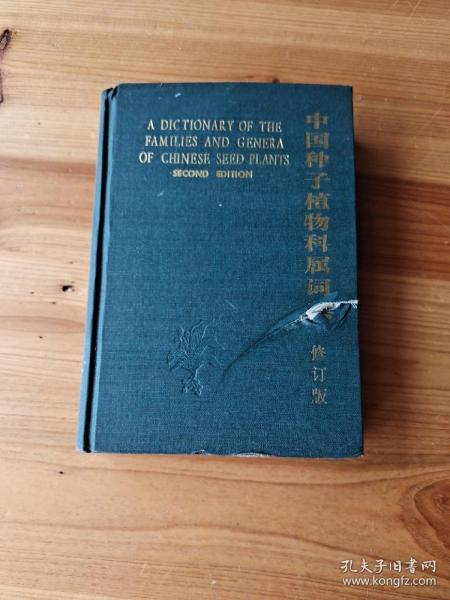 A DICTIONARY OF THE
FAMILIES AND GENERA
OF CHINESE SEED PLANTS
SECOND EDITION
中国种子植物科属词
修订版
孔夫子旧书网
www.kongfz.com